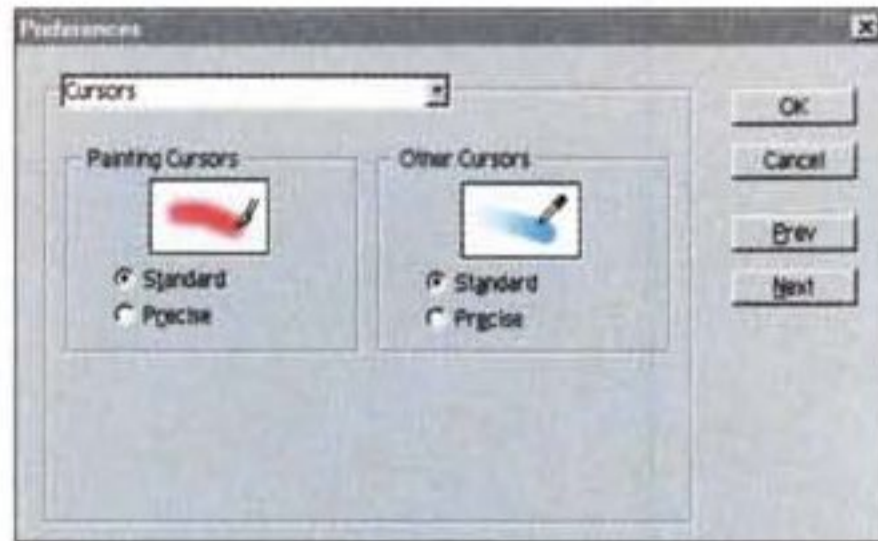 Preferences
Cursors
Painting Cursors
Standard
Precise
Other Cursors
Standard
Precise
OK
Cancel
Prev
Next